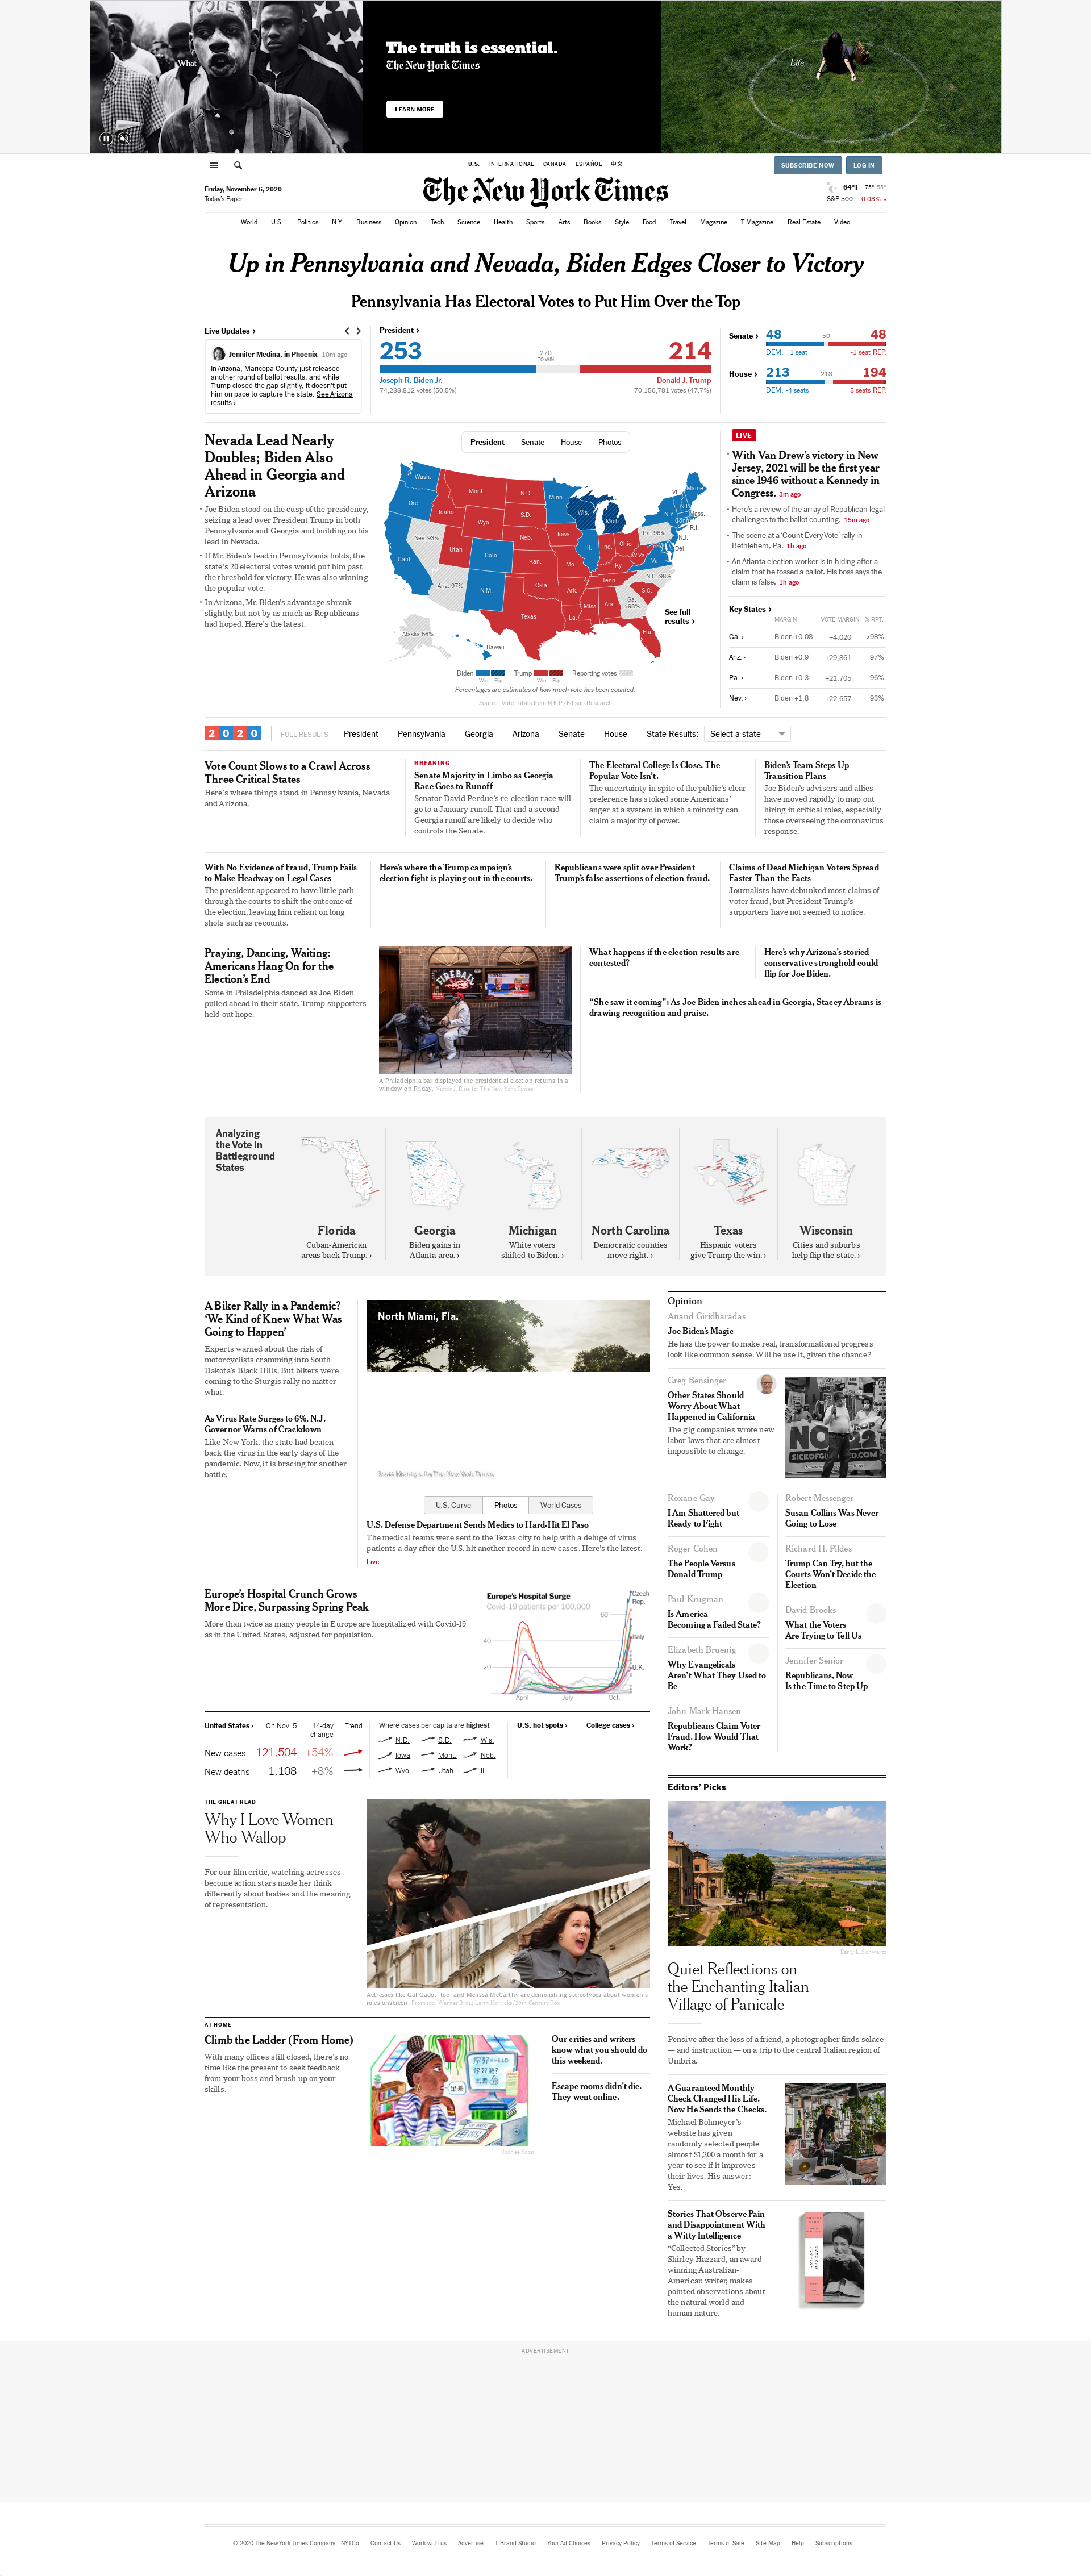 What
The truth is essential.
The New York Times
LEARN MORE
Life
U.S. INTERNATIONAL CANADA ESPAÑOL 中文
SUBSCRIBE NOW LOG IN
Friday, November 6, 2020
Today's Paper
The New York Times
64°F 75° 55°
S&P 500 -0.03% ↓
World U.S. Politics N.Y. Business Opinion Tech Science Health Sports Arts Books Style Food Travel Magazine T Magazine Real Estate Video
Up in Pennsylvania and Nevada, Biden Edges Closer to Victory
Pennsylvania Has Electoral Votes to Put Him Over the Top
Live Updates ›
Jennifer Medina, in Phoenix 10m ago
In Arizona, Maricopa County just released
another round of ballot results, and while
Trump closed the gap slightly, it doesn't put
him on pace to capture the state. See Arizona
results ›
President ›
253
270
TO WIN
214
Joseph R. Biden Jr.
Donald J. Trump
74,288,812 votes (50.5%)
70,156,781 votes (47.7%)
Senate ›
48 50 48
DEM. +1 seat -1 seat REP.
House ›
213 218 194
DEM. -4 seats +5 seats REP.
Nevada Lead Nearly
Doubles; Biden Also
Ahead in Georgia and
Arizona
• Joe Biden stood on the cusp of the presidency,
seizing a lead over President Trump in both
Pennsylvania and Georgia and building on his
lead in Nevada.
• If Mr. Biden's lead in Pennsylvania holds, the
state's 20 electoral votes would put him past
the threshold for victory. He was also winning
the popular vote.
• In Arizona, Mr. Biden's advantage shrank
slightly, but not by as much as Republicans
had hoped. Here's the latest.
President Senate House Photos
Wash.
Mont.
N.D.
Minn.
Vt.
Maine
Ore.
Idaho
S.D.
Wis.
Mich.
N.Y.
N.H.
Mass.
Conn.
R.I.
Wyo.
Iowa
Pa. 96%
N.J.
Nev. 93%
Utah
Neb.
Ill.
Ind.
Ohio
Del.
Calif.
Colo.
Kan.
Mo.
Ky.
W.Va.
Va.
Ariz. 97%
N.M.
Okla.
Ark.
Tenn.
N.C. 98%
Texas
La.
Miss.
Ala.
Ga.
>98%
S.C.
Fla.
Alaska 56%
Hawaii
See full
results ›
Biden Trump Reporting votes
Win Flip Win Flip
Percentages are estimates of how much vote has been counted.
Source: Vote totals from N.E.P./Edison Research
LIVE
• With Van Drew's victory in New
Jersey, 2021 will be the first year
since 1946 without a Kennedy in
Congress. 3m ago
• Here's a review of the array of Republican legal
challenges to the ballot counting. 15m ago
• The scene at a 'Count Every Vote' rally in
Bethlehem, Pa. 1h ago
• An Atlanta election worker is in hiding after a
claim that he tossed a ballot. His boss says the
claim is false. 1h ago
Key States ›
MARGIN VOTE MARGIN % RPT.
Ga. › Biden +0.08 +4,020 >98%
Ariz. › Biden +0.9 +29,861 97%
Pa. › Biden +0.3 +21,705 96%
Nev. › Biden +1.8 +22,657 93%
2020 FULL RESULTS President Pennsylvania Georgia Arizona Senate House State Results: Select a state
Vote Count Slows to a Crawl Across
Three Critical States
Here's where things stand in Pennsylvania, Nevada
and Arizona.
BREAKING
Senate Majority in Limbo as Georgia
Race Goes to Runoff
Senator David Perdue's re-election race will
go to a January runoff. That and a second
Georgia runoff are likely to decide who
controls the Senate.
The Electoral College Is Close. The
Popular Vote Isn't.
The uncertainty in spite of the public's clear
preference has stoked some Americans'
anger at a system in which a minority can
claim a majority of power.
Biden's Team Steps Up
Transition Plans
Joe Biden's advisers and allies
have moved rapidly to map out
hiring in critical roles, especially
those overseeing the coronavirus
response.
With No Evidence of Fraud, Trump Fails
to Make Headway on Legal Cases
The president appeared to have little path
through the courts to shift the outcome of
the election, leaving him reliant on long
shots such as recounts.
Here's where the Trump campaign's
election fight is playing out in the courts.
Republicans were split over President
Trump's false assertions of election fraud.
Claims of Dead Michigan Voters Spread
Faster Than the Facts
Journalists have debunked most claims of
voter fraud, but President Trump's
supporters have not seemed to notice.
Praying, Dancing, Waiting:
Americans Hang On for the
Election's End
Some in Philadelphia danced as Joe Biden
pulled ahead in their state. Trump supporters
held out hope.
FIREBALL
A Philadelphia bar displayed the presidential election returns in a
window on Friday. Victor J. Blue for The New York Times
What happens if the election results are
contested?
Here's why Arizona's storied
conservative stronghold could
flip for Joe Biden.
"She saw it coming": As Joe Biden inches ahead in Georgia, Stacey Abrams is
drawing recognition and praise.
Analyzing
the Vote in
Battleground
States
Florida
Cuban-American
areas back Trump. ›
Georgia
Biden gains in
Atlanta area. ›
Michigan
White voters
shifted to Biden. ›
North Carolina
Democratic counties
move right. ›
Texas
Hispanic voters
give Trump the win. ›
Wisconsin
Cities and suburbs
help flip the state. ›
A Biker Rally in a Pandemic?
'We Kind of Knew What Was
Going to Happen'
Experts warned about the risk of
motorcyclists cramming into South
Dakota's Black Hills. But bikers were
coming to the Sturgis rally no matter
what.
As Virus Rate Surges to 6%, N.J.
Governor Warns of Crackdown
Like New York, the state had beaten
back the virus in the early days of the
pandemic. Now, it is bracing for another
battle.
North Miami, Fla.
Scott McIntyre for The New York Times
U.S. Curve Photos World Cases
U.S. Defense Department Sends Medics to Hard-Hit El Paso
The medical teams were sent to the Texas city to help with a deluge of virus
patients a day after the U.S. hit another record in new cases. Here's the latest.
Live
Europe's Hospital Crunch Grows
More Dire, Surpassing Spring Peak
More than twice as many people in Europe are hospitalized with Covid-19
as in the United States, adjusted for population.
Europe's Hospital Surge
Covid-19 patients per 100,000
Czech
Rep.
60
Italy
40
20
U.K.
April July Oct.
United States › On Nov. 5 14-day
change Trend
New cases 121,504 +54%
New deaths 1,108 +8%
Where cases per capita are highest
N.D. S.D. Wis.
Iowa Mont. Neb.
Wyo. Utah Ill.
U.S. hot spots ›
College cases ›
THE GREAT READ
Why I Love Women
Who Wallop
For our film critic, watching actresses
become action stars made her think
differently about bodies and the meaning
of representation.
Actresses like Gal Gadot, top, and Melissa McCarthy are demolishing stereotypes about women's
roles onscreen. From top: Warner Bros.; Larry Horricks/20th Century Fox
AT HOME
Climb the Ladder (From Home)
With many offices still closed, there's no
time like the present to seek feedback
from your boss and brush up on your
skills.
Joohee Yoon
Our critics and writers
know what you should do
this weekend.
Escape rooms didn't die.
They went online.
Opinion
Anand Giridharadas
Joe Biden's Magic
He has the power to make real, transformational progress
look like common sense. Will he use it, given the chance?
Greg Bensinger
Other States Should
Worry About What
Happened in California
The gig companies wrote new
labor laws that are almost
impossible to change.
NO 22
SICKOFGIG.COM
Roxane Gay
I Am Shattered but
Ready to Fight
Roger Cohen
The People Versus
Donald Trump
Paul Krugman
Is America
Becoming a Failed State?
Elizabeth Bruenig
Why Evangelicals
Aren't What They Used to
Be
John Mark Hansen
Republicans Claim Voter
Fraud. How Would That
Work?
Robert Messenger
Susan Collins Was Never
Going to Lose
Richard H. Pildes
Trump Can Try, but the
Courts Won't Decide the
Election
David Brooks
What the Voters
Are Trying to Tell Us
Jennifer Senior
Republicans, Now
Is the Time to Step Up
Editors' Picks
Barry L. Schwartz
Quiet Reflections on
the Enchanting Italian
Village of Panicale
Pensive after the loss of a friend, a photographer finds solace
— and instruction — on a trip to the central Italian region of
Umbria.
A Guaranteed Monthly
Check Changed His Life.
Now He Sends the Checks.
Michael Bohmeyer's
website has given
randomly selected people
almost $1,200 a month for a
year to see if it improves
their lives. His answer:
Yes.
Stories That Observe Pain
and Disappointment With
a Witty Intelligence
"Collected Stories" by
Shirley Hazzard, an award-
winning Australian-
American writer, makes
pointed observations about
the natural world and
human nature.
SHIRLEY HAZZARD
ADVERTISEMENT
© 2020 The New York Times Company NYTCo Contact Us Work with us Advertise T Brand Studio Your Ad Choices Privacy Policy Terms of Service Terms of Sale Site Map Help Subscriptions